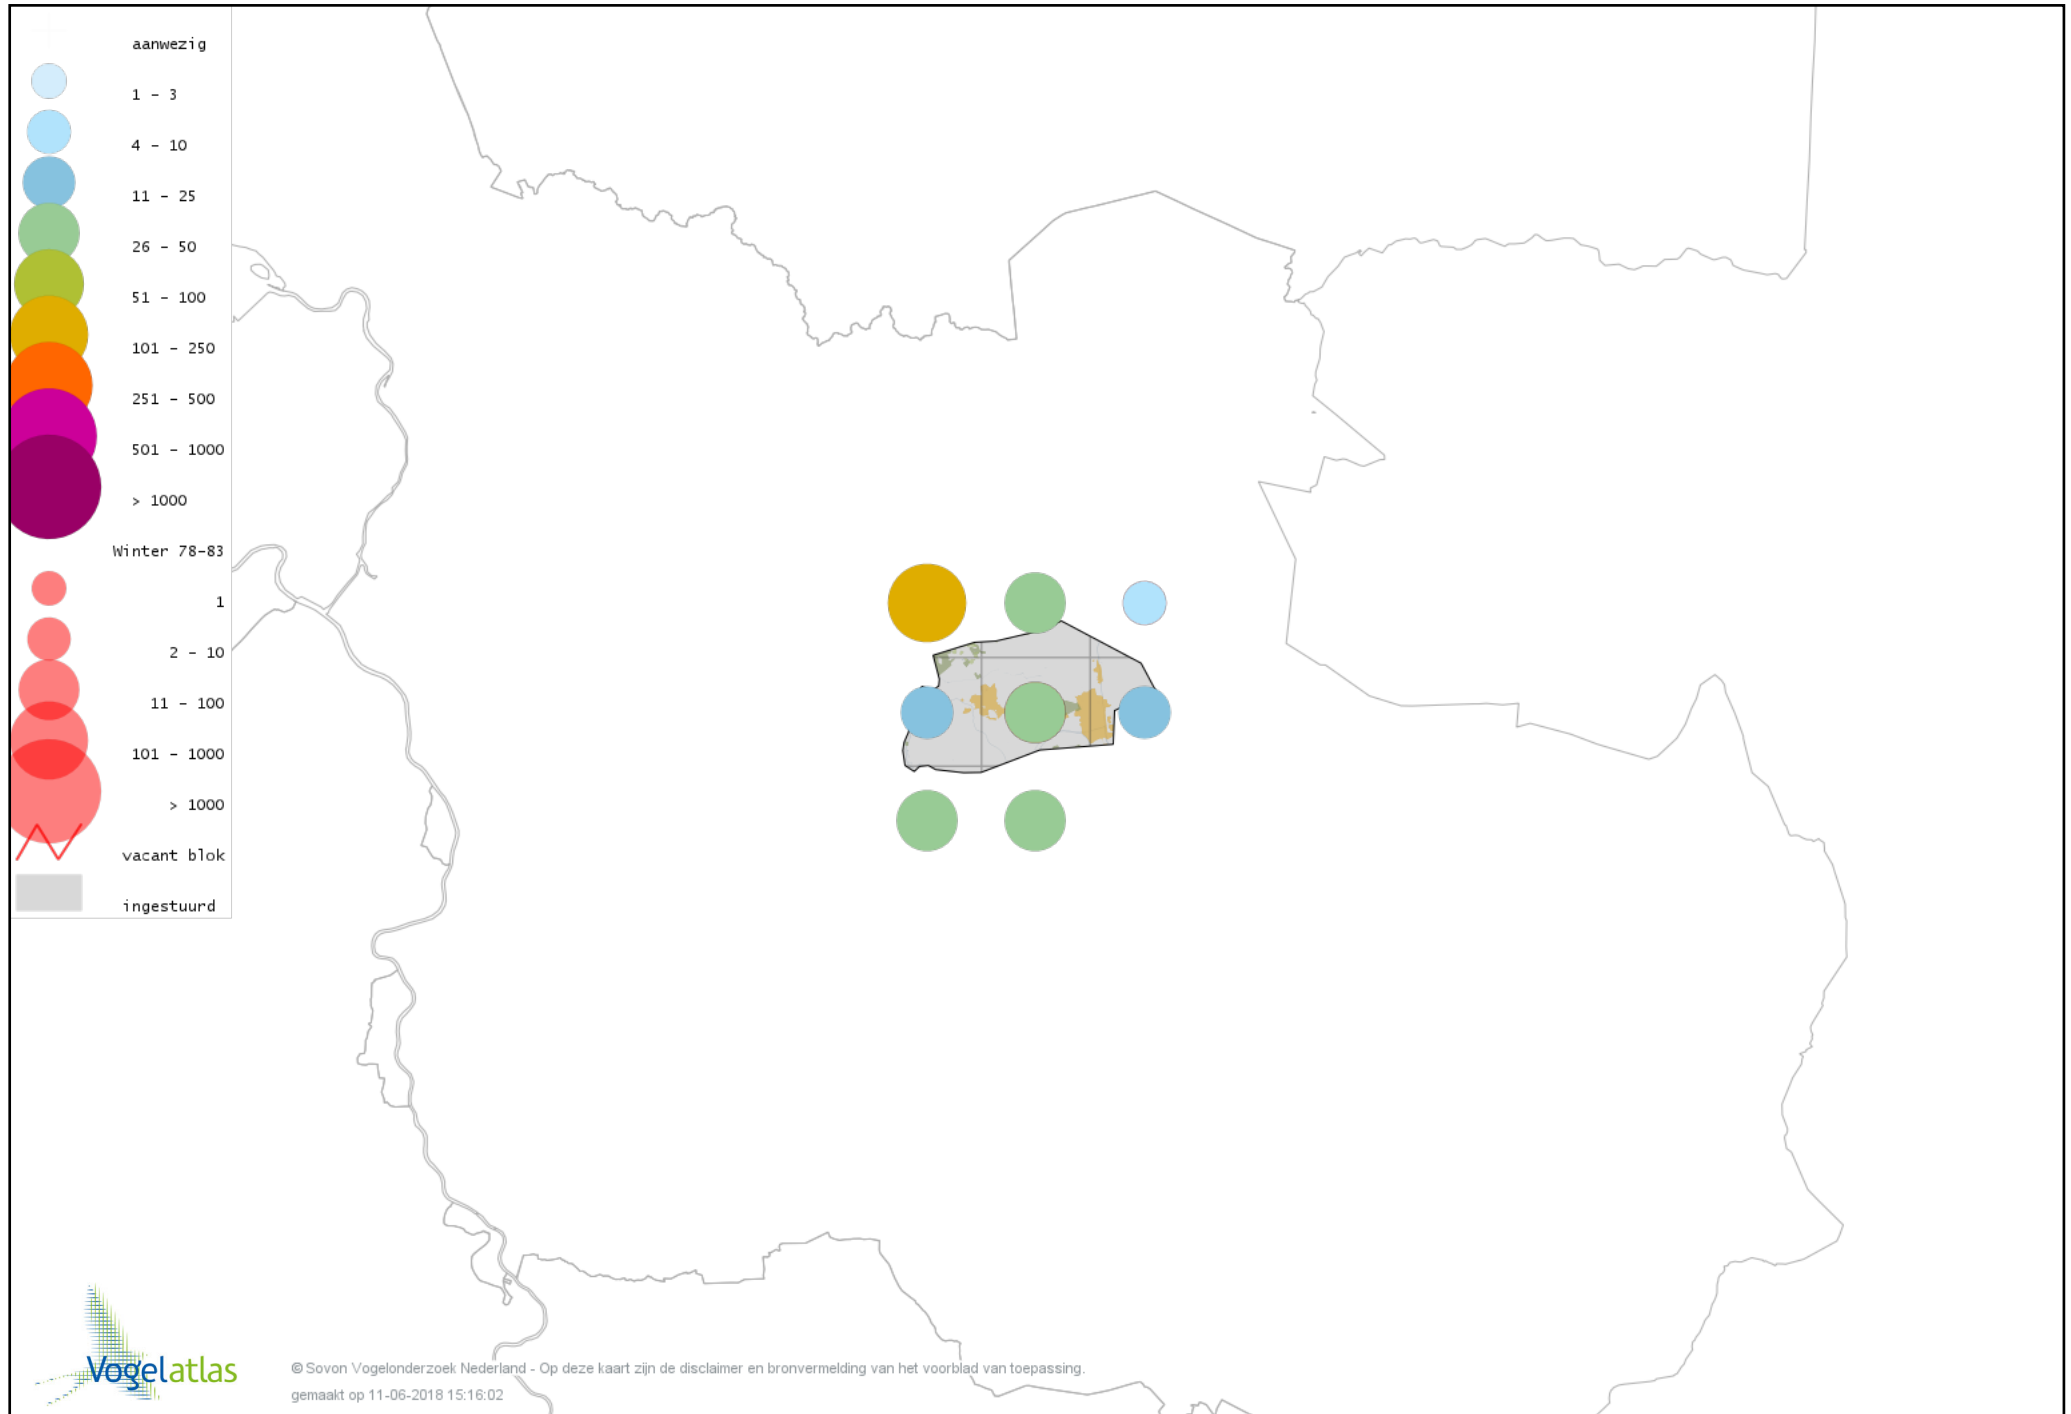 aanwezig
1 - 3
4 - 10
11 - 25
26 - 50
51 - 100
101 - 250
251 - 500
501 - 1000
> 1000
Winter 78-83
1
2 - 10
11 - 100
101 - 1000
> 1000
vacant blok
ingestuurd
Vogelatlas
© Sovon Vogelonderzoek Nederland - Op deze kaart zijn de disclaimer en bronvermelding van het voorblad van toepassing.
gemaakt op 11-06-2018 15:16:02